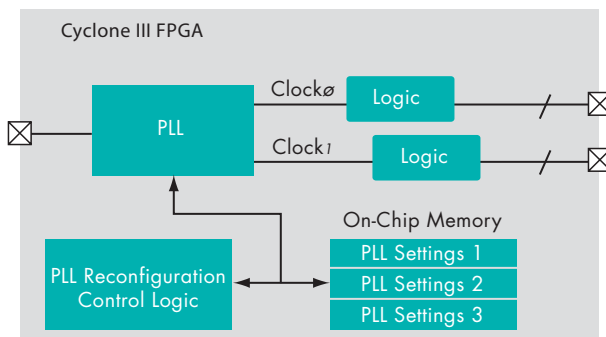 Cyclone III FPGA
PLL
Clockø
Logic
Clock1
Logic
On-Chip Memory
PLL Reconfiguration
Control Logic
PLL Settings 1
PLL Settings 2
PLL Settings 3